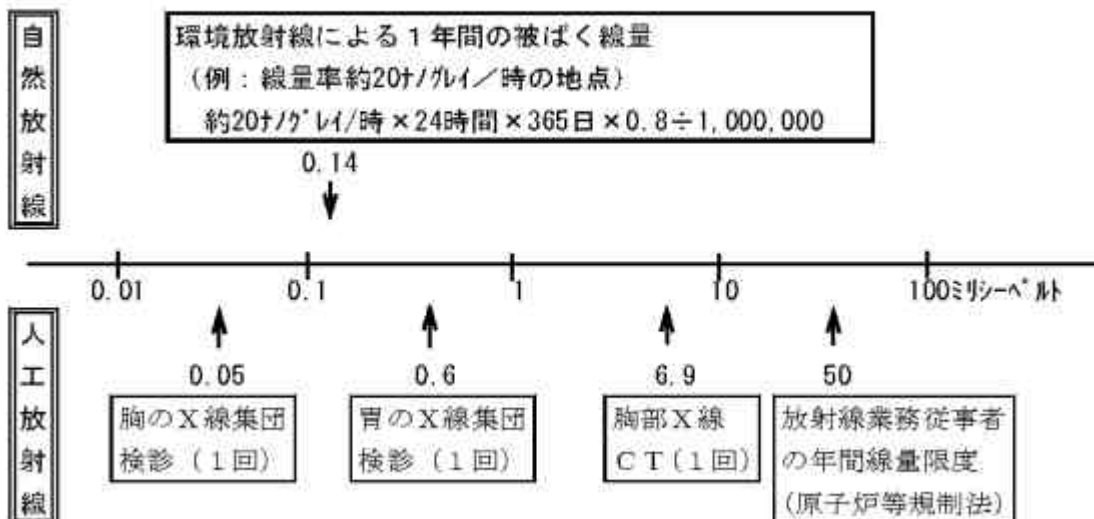 自然放射線
環境放射線による１年間の被ばく線量
（例：線量率約20ﾅﾉｸﾞﾚｲ／時の地点）
約20ﾅﾉｸﾞﾚｲ/時×24時間×365日×0.8÷1,000,000
0.14
0.01
0.1
1
10
100ﾐﾘｼｰﾍﾞﾙﾄ
人工放射線
0.05
胸のＸ線集団
検診（１回）
0.6
胃のＸ線集団
検診（１回）
6.9
胸部Ｘ線
ＣＴ(１回)
50
放射線業務従事者
の年間線量限度
(原子炉等規制法)